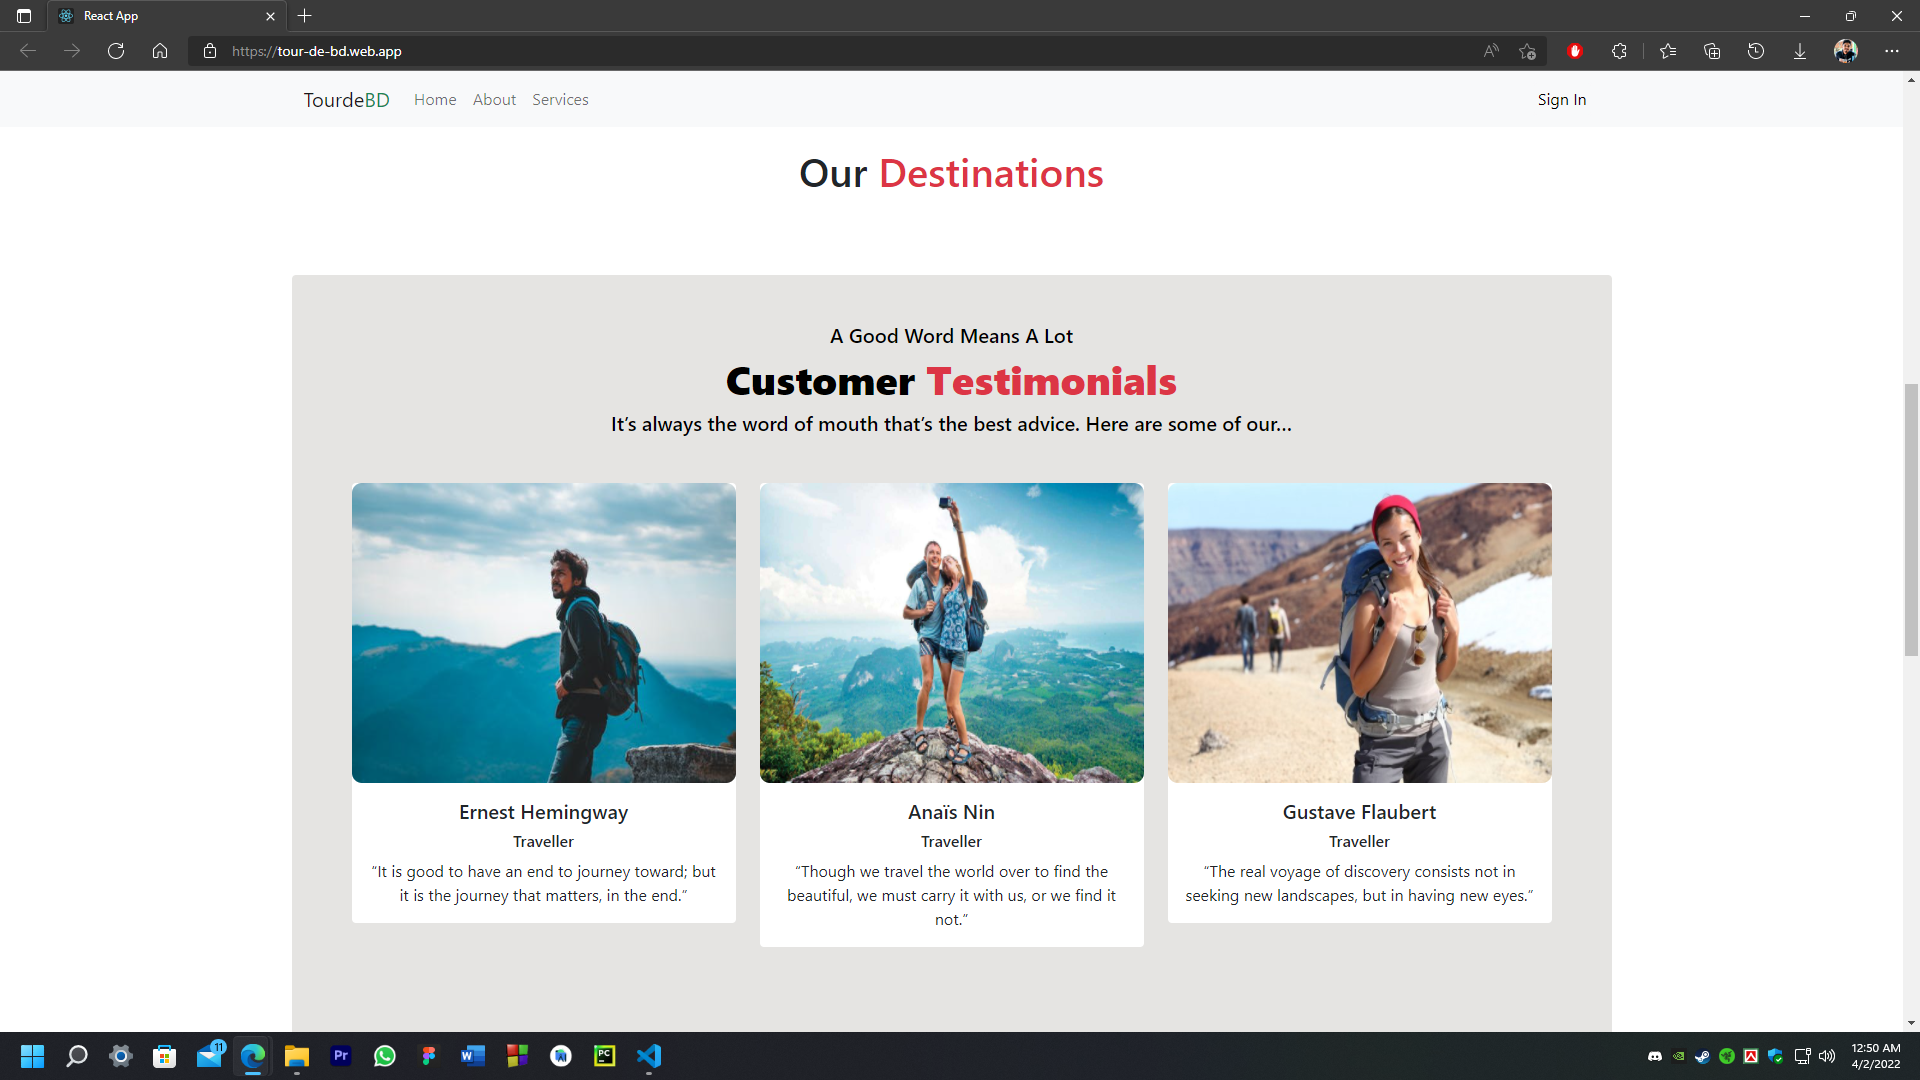 React App
https://tour-de-bd.web.app
TourdeBD Home About Services Sign In
Our Destinations
A Good Word Means A Lot
Customer Testimonials
It’s always the word of mouth that’s the best advice. Here are some of our...
Ernest Hemingway
Traveller
“It is good to have an end to journey toward; but
it is the journey that matters, in the end.”
Anaïs Nin
Traveller
“Though we travel the world over to find the
beautiful, we must carry it with us, or we find it
not.”
Gustave Flaubert
Traveller
“The real voyage of discovery consists not in
seeking new landscapes, but in having new eyes.”
11
Pr
W
PC
12:50 AM
4/2/2022